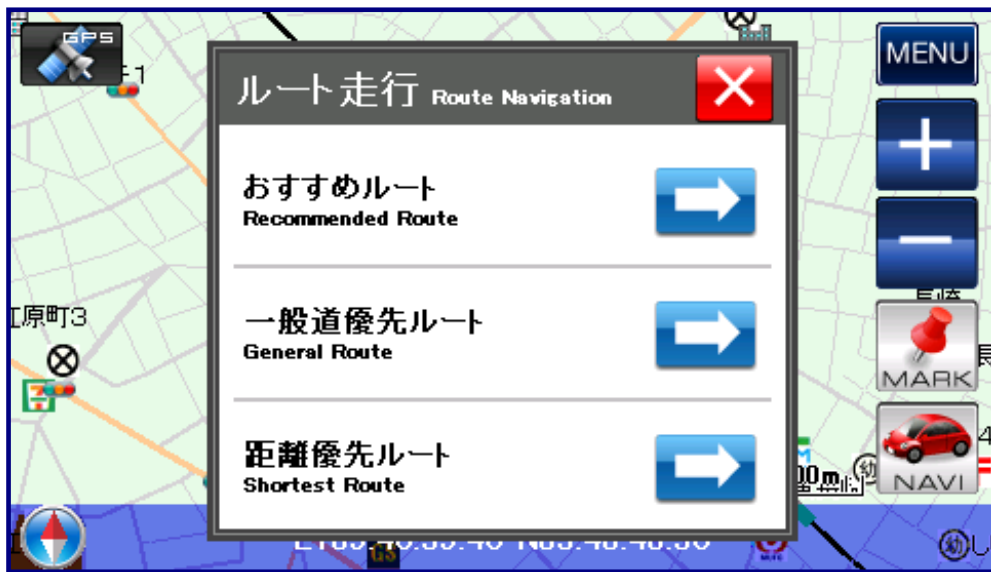 GPS
MENU
ルート走行 Route Navigation
おすすめルート
Recommended Route
一般道優先ルート
General Route
原町3
MARK
距離優先ルート
Shortest Route
NAVI
幼